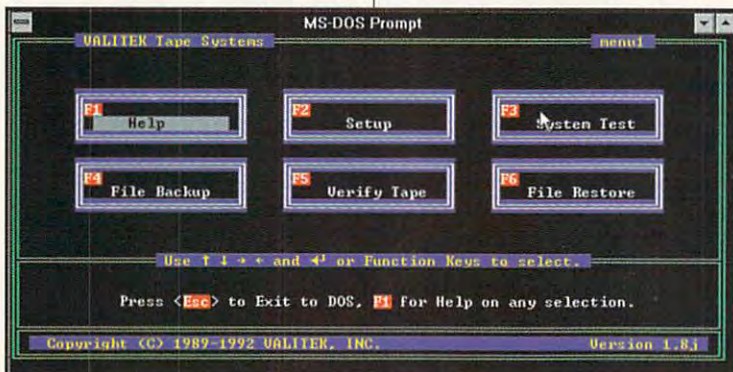 MS-DOS Prompt
VALITEK Tape Systems menu1
F1 Help
F2 Setup
F3 System Test
F4 File Backup
F5 Verify Tape
F6 File Restore
Use ↑ ↓ → ← and ↵ or Function Keys to select.
Press <Esc> to Exit to DOS, F1 for Help on any selection.
Copyright (C) 1989-1992 VALITEK, INC. Version 1.8j